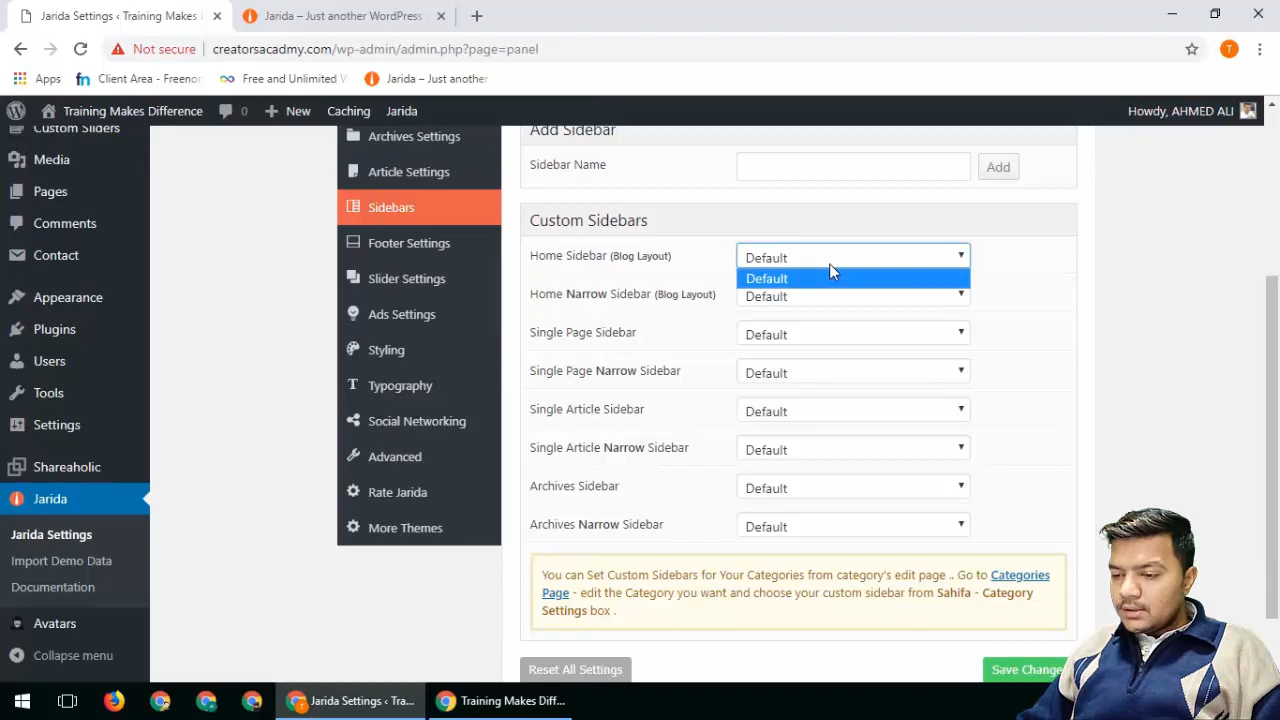 Jarida Settings ‹ Training Makes D
Jarida – Just another WordPress s
Not secure
creatorsacadmy.com/wp-admin/admin.php?page=panel
T
Apps
fn Client Area - Freenon
Free and Unlimited W
Jarida – Just another
Training Makes Difference
0
New
Caching
Jarida
Howdy, AHMED ALI
Custom Sliders
Media
Pages
Comments
Contact
Appearance
Plugins
Users
Tools
Settings
Shareaholic
Jarida
Jarida Settings
Import Demo Data
Documentation
Avatars
Collapse menu
Archives Settings
Article Settings
Sidebars
Footer Settings
Slider Settings
Ads Settings
Styling
Typography
Social Networking
Advanced
Rate Jarida
More Themes
Add Sidebar
Sidebar Name
Add
Custom Sidebars
Home Sidebar (Blog Layout)
Default
Default
Home Narrow Sidebar (Blog Layout)
Default
Single Page Sidebar
Default
Single Page Narrow Sidebar
Default
Single Article Sidebar
Default
Single Article Narrow Sidebar
Default
Archives Sidebar
Default
Archives Narrow Sidebar
Default
You can Set Custom Sidebars for Your Categories from category's edit page .. Go to Categories
Page - edit the Category you want and choose your custom sidebar from Sahifa - Category
Settings box .
Reset All Settings
Save Change
Jarida Settings ‹ Tra...
Training Makes Diff...